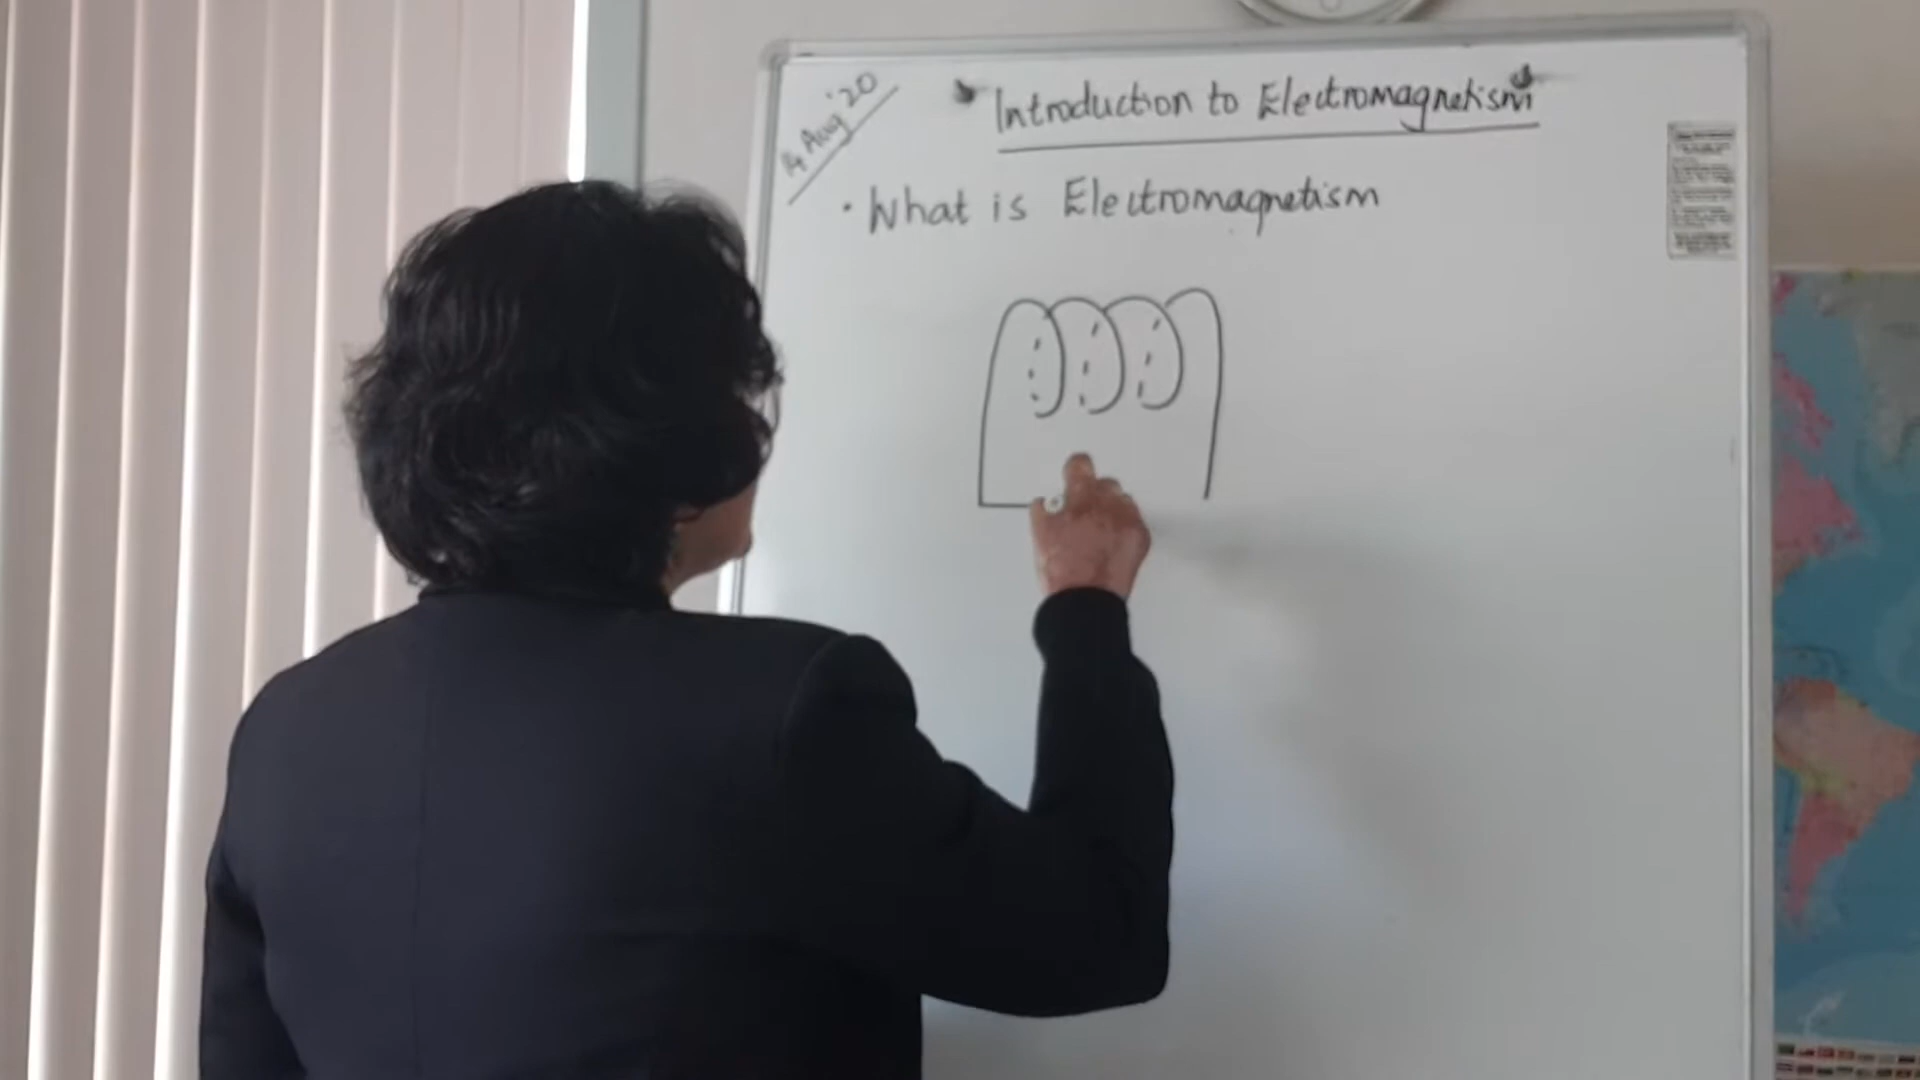 4 Aug '20
Introduction to Electromagnetism
• What is Electromagnetism